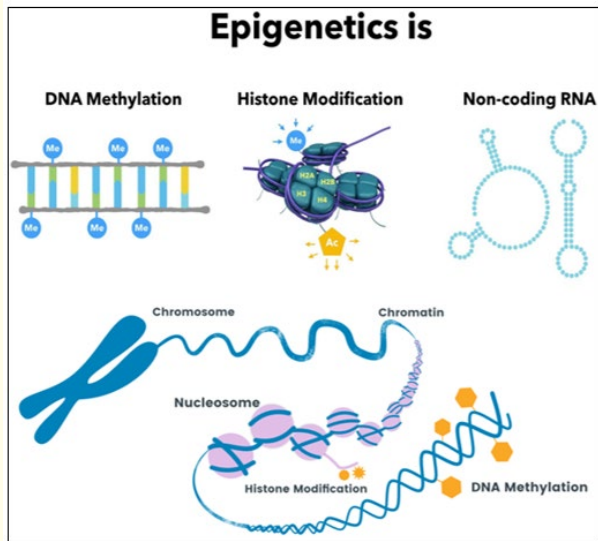 Epigenetics is
DNA Methylation
Histone Modification
Non-coding RNA
Me
Me
Me
Me
Me
Me
Me
H2A
H2B
H3
H4
Ac
Chromosome
Chromatin
Nucleosome
Histone Modification
DNA Methylation